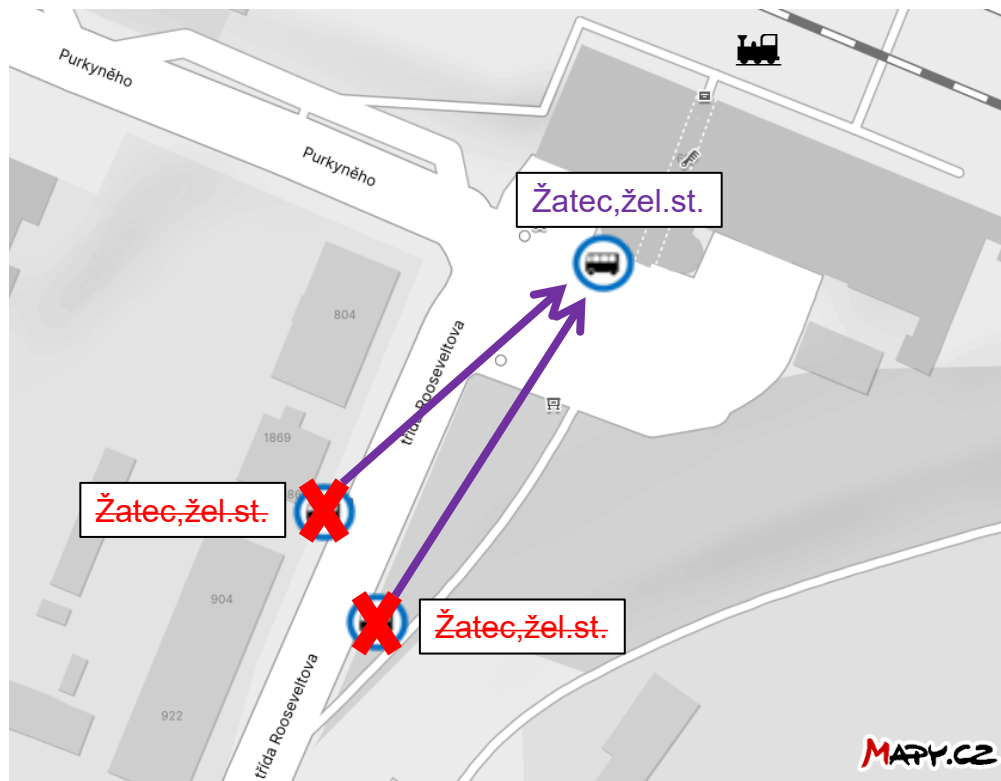 Purkyněho
Purkyněho
Žatec,žel.st.
804
třída Rooseveltova
1869
Žatec,žel.st.
904
Žatec,žel.st.
třída Rooseveltova
922
MAPY.CZ